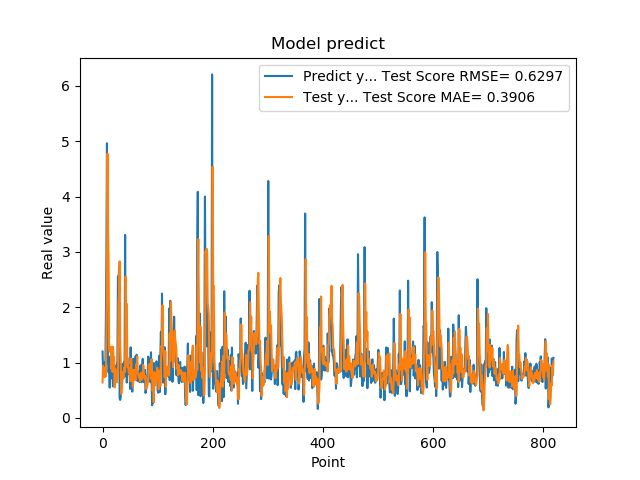 Model predict
Predict y... Test Score RMSE= 0.6297
Test y... Test Score MAE= 0.3906
Real value
6
5
4
3
2
1
0
0 200 400 600 800
Point